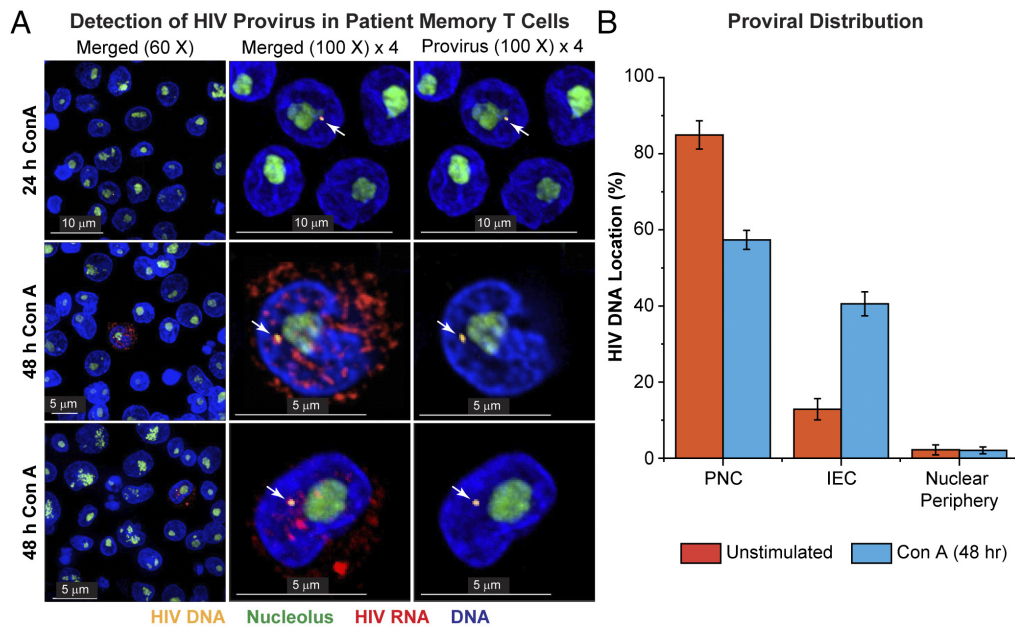 A
Detection of HIV Provirus in Patient Memory T Cells
Merged (60 X)
Merged (100 X) x 4
Provirus (100 X) x 4
24 h ConA
10 µm
10 µm
10 µm
48 h Con A
5 µm
5 µm
5 µm
48 h Con A
5 µm
5 µm
5 µm
HIV DNA Nucleolus HIV RNA DNA
B
Proviral Distribution
HIV DNA Location (%)
100
80
60
40
20
0
PNC
IEC
Nuclear
Periphery
Unstimulated
Con A (48 hr)